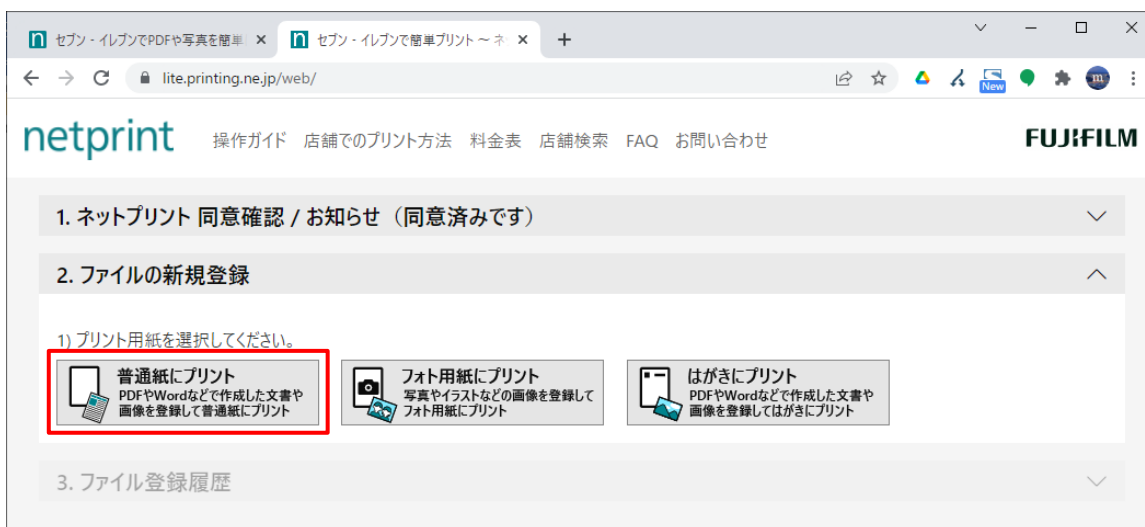 セブン - イレブンでPDFや写真を簡単
セブン - イレブンで簡単プリント ～ ネ
lite.printing.ne.jp/web/
New
m
netprint 操作ガイド 店舗でのプリント方法 料金表 店舗検索 FAQ お問い合わせ FUJIFILM
1. ネットプリント 同意確認 / お知らせ（同意済みです）
2. ファイルの新規登録
1) プリント用紙を選択してください。
普通紙にプリント
PDFやWordなどで作成した文書や
画像を登録して普通紙にプリント
フォト用紙にプリント
写真やイラストなどの画像を登録して
フォト用紙にプリント
はがきにプリント
PDFやWordなどで作成した文書や
画像を登録してはがきにプリント
3. ファイル登録履歴